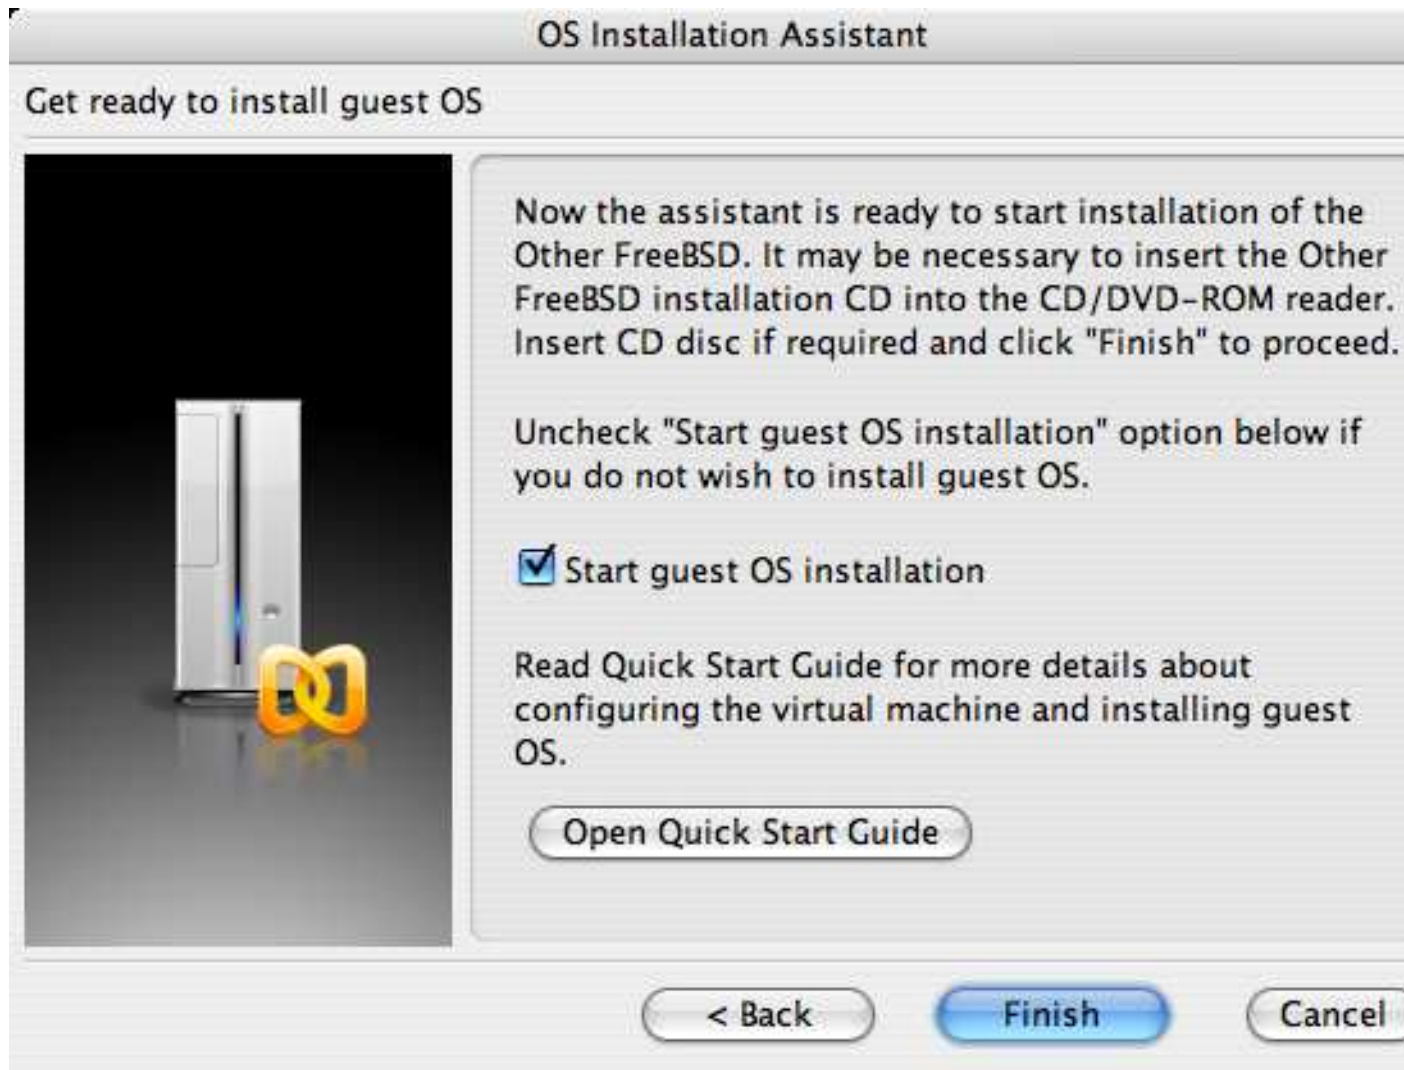 OS Installation Assistant
Get ready to install guest OS
Now the assistant is ready to start installation of the
Other FreeBSD. It may be necessary to insert the Other
FreeBSD installation CD into the CD/DVD-ROM reader.
Insert CD disc if required and click "Finish" to proceed.
Uncheck "Start guest OS installation" option below if
you do not wish to install guest OS.
Start guest OS installation
Read Quick Start Guide for more details about
configuring the virtual machine and installing guest
OS.
Open Quick Start Guide
< Back Finish Cancel